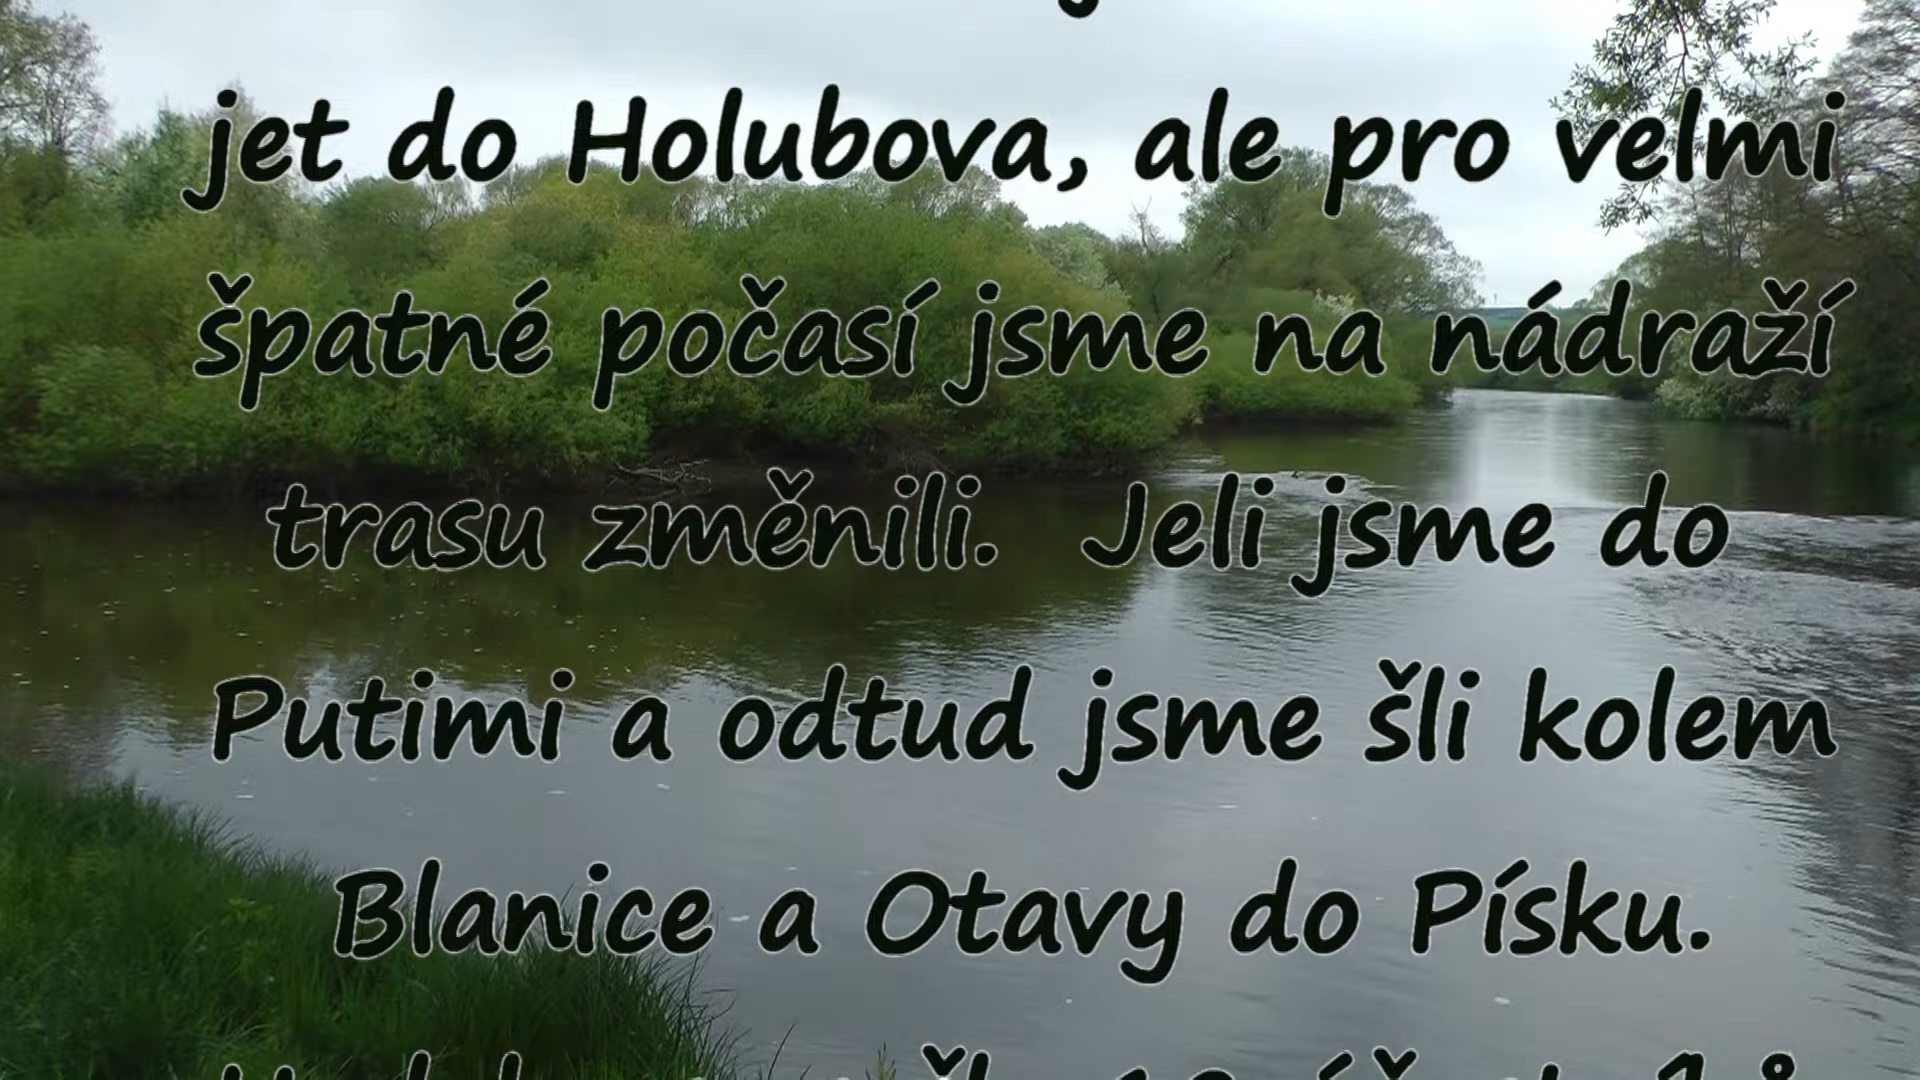 jet do Holubova, ale pro velmi
špatné počasí jsme na nádraží
trasu změnili. Jeli jsme do
Putimi a odtud jsme šli kolem
Blanice a Otavy do Písku.